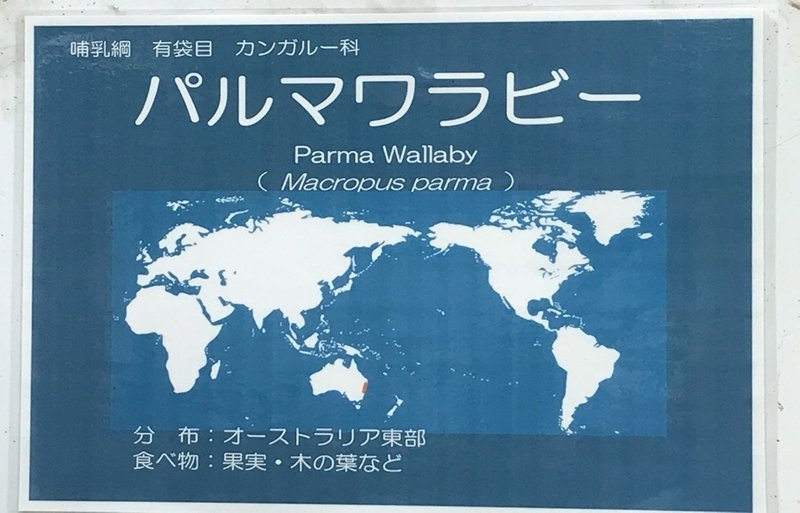 哺乳綱　有袋目　カンガルー科
パルマワラビー
Parma Wallaby
（ Macropus parma ）
分　布：オーストラリア東部
食べ物：果実・木の葉など